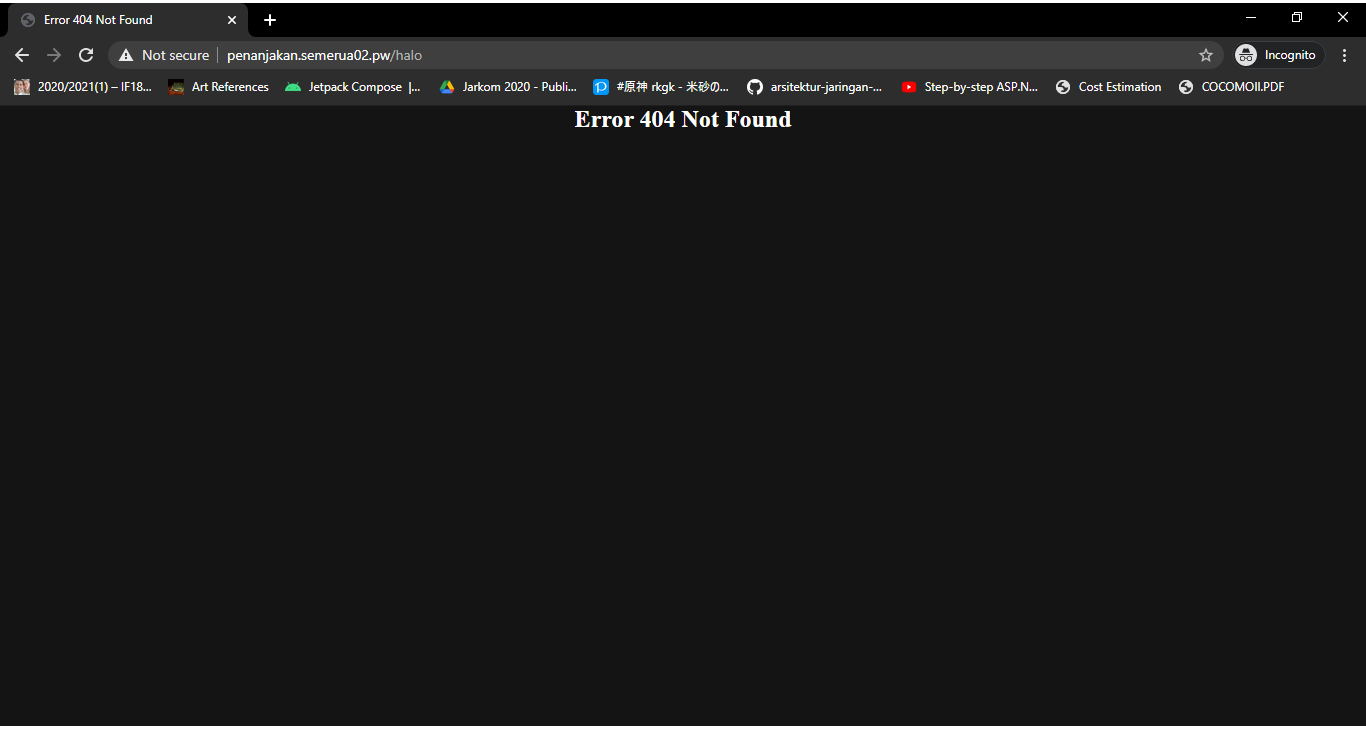 Error 404 Not Found
Not secure penanjakan.semerua02.pw/halo Incognito
2020/2021(1) – IF18... Art References Jetpack Compose |... Jarkom 2020 - Publi... #原神 rkgk - 米砂の... arsitektur-jaringan-... Step-by-step ASP.N... Cost Estimation COCOMOII.PDF
Error 404 Not Found